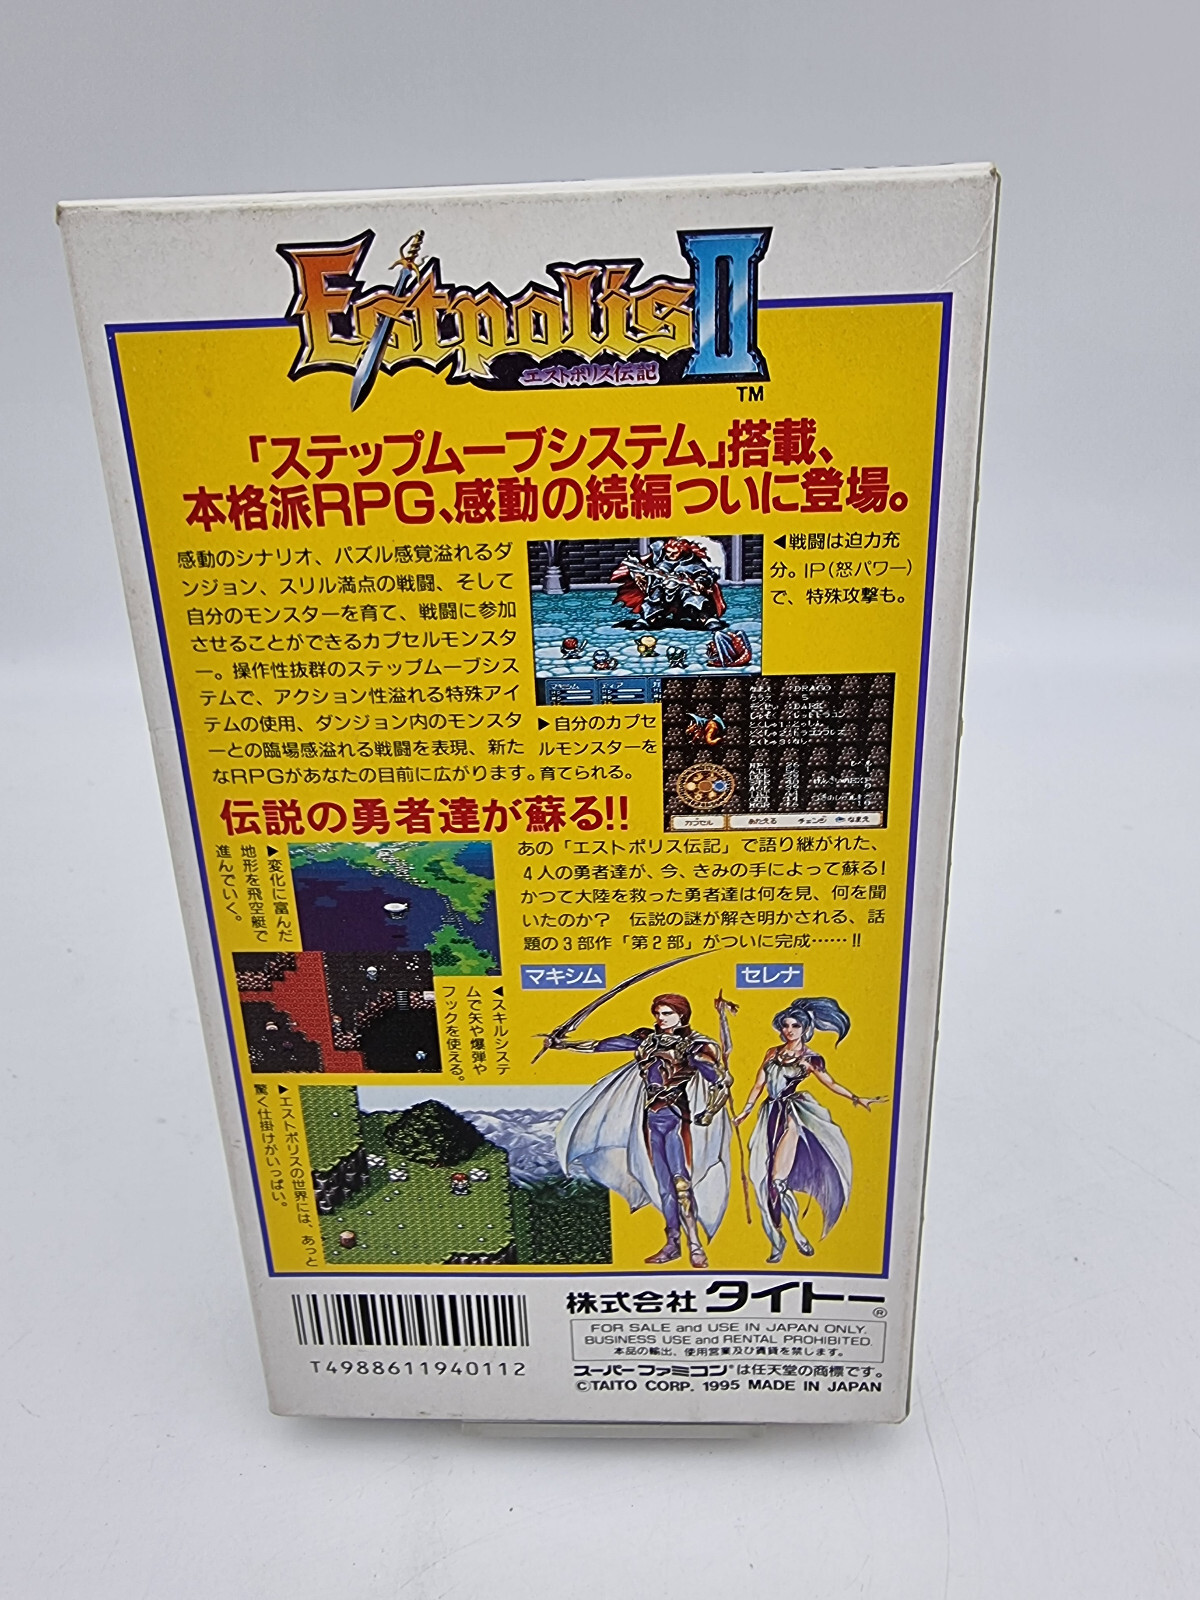 Estpolis II
エストポリス伝記
TM
「ステップムーブシステム」搭載、
本格派RPG、感動の続編ついに登場。
感動のシナリオ、パズル感覚溢れるダ
ンジョン、スリル満点の戦闘、そして
自分のモンスターを育て、戦闘に参加
させることができるカプセルモンスタ
ー。操作性抜群のステップムーブシス
テムで、アクション性溢れる特殊アイ
テムの使用、ダンジョン内のモンスタ
ーとの臨場感溢れる戦闘を表現、新た
なRPGがあなたの目前に広がります。
◀戦闘は迫力充
分。IP(怒パワー)
で、特殊攻撃も。
マキシム
▶自分のカプセ
ルモンスターを
育てられる。
DRAGO
カプセル あたえる チェンジ なまえ
伝説の勇者達が蘇る!!
あの「エストポリス伝記」で語り継がれた、
4人の勇者達が、今、きみの手によって蘇る!
かつて大陸を救った勇者達は何を見、何を聞
いたのか? 伝説の謎が解き明かされる、話
題の3部作「第2部」がついに完成……!!
▶変化に富んだ
地形を飛空艇で
進んでいく。
◀スキルシステ
ムで矢や爆弾や
フックを使える。
▶エストポリスの世界には、あっと
驚く仕掛けがいっぱい。
マキシム
セレナ
株式会社 タイトー®
FOR SALE and USE IN JAPAN ONLY.
BUSINESS USE and RENTAL PROHIBITED.
本品の輸出、使用営業及び賃貸を禁じます。
スーパーファミコン®は任天堂の商標です。
©TAITO CORP. 1995 MADE IN JAPAN
T4988611940112